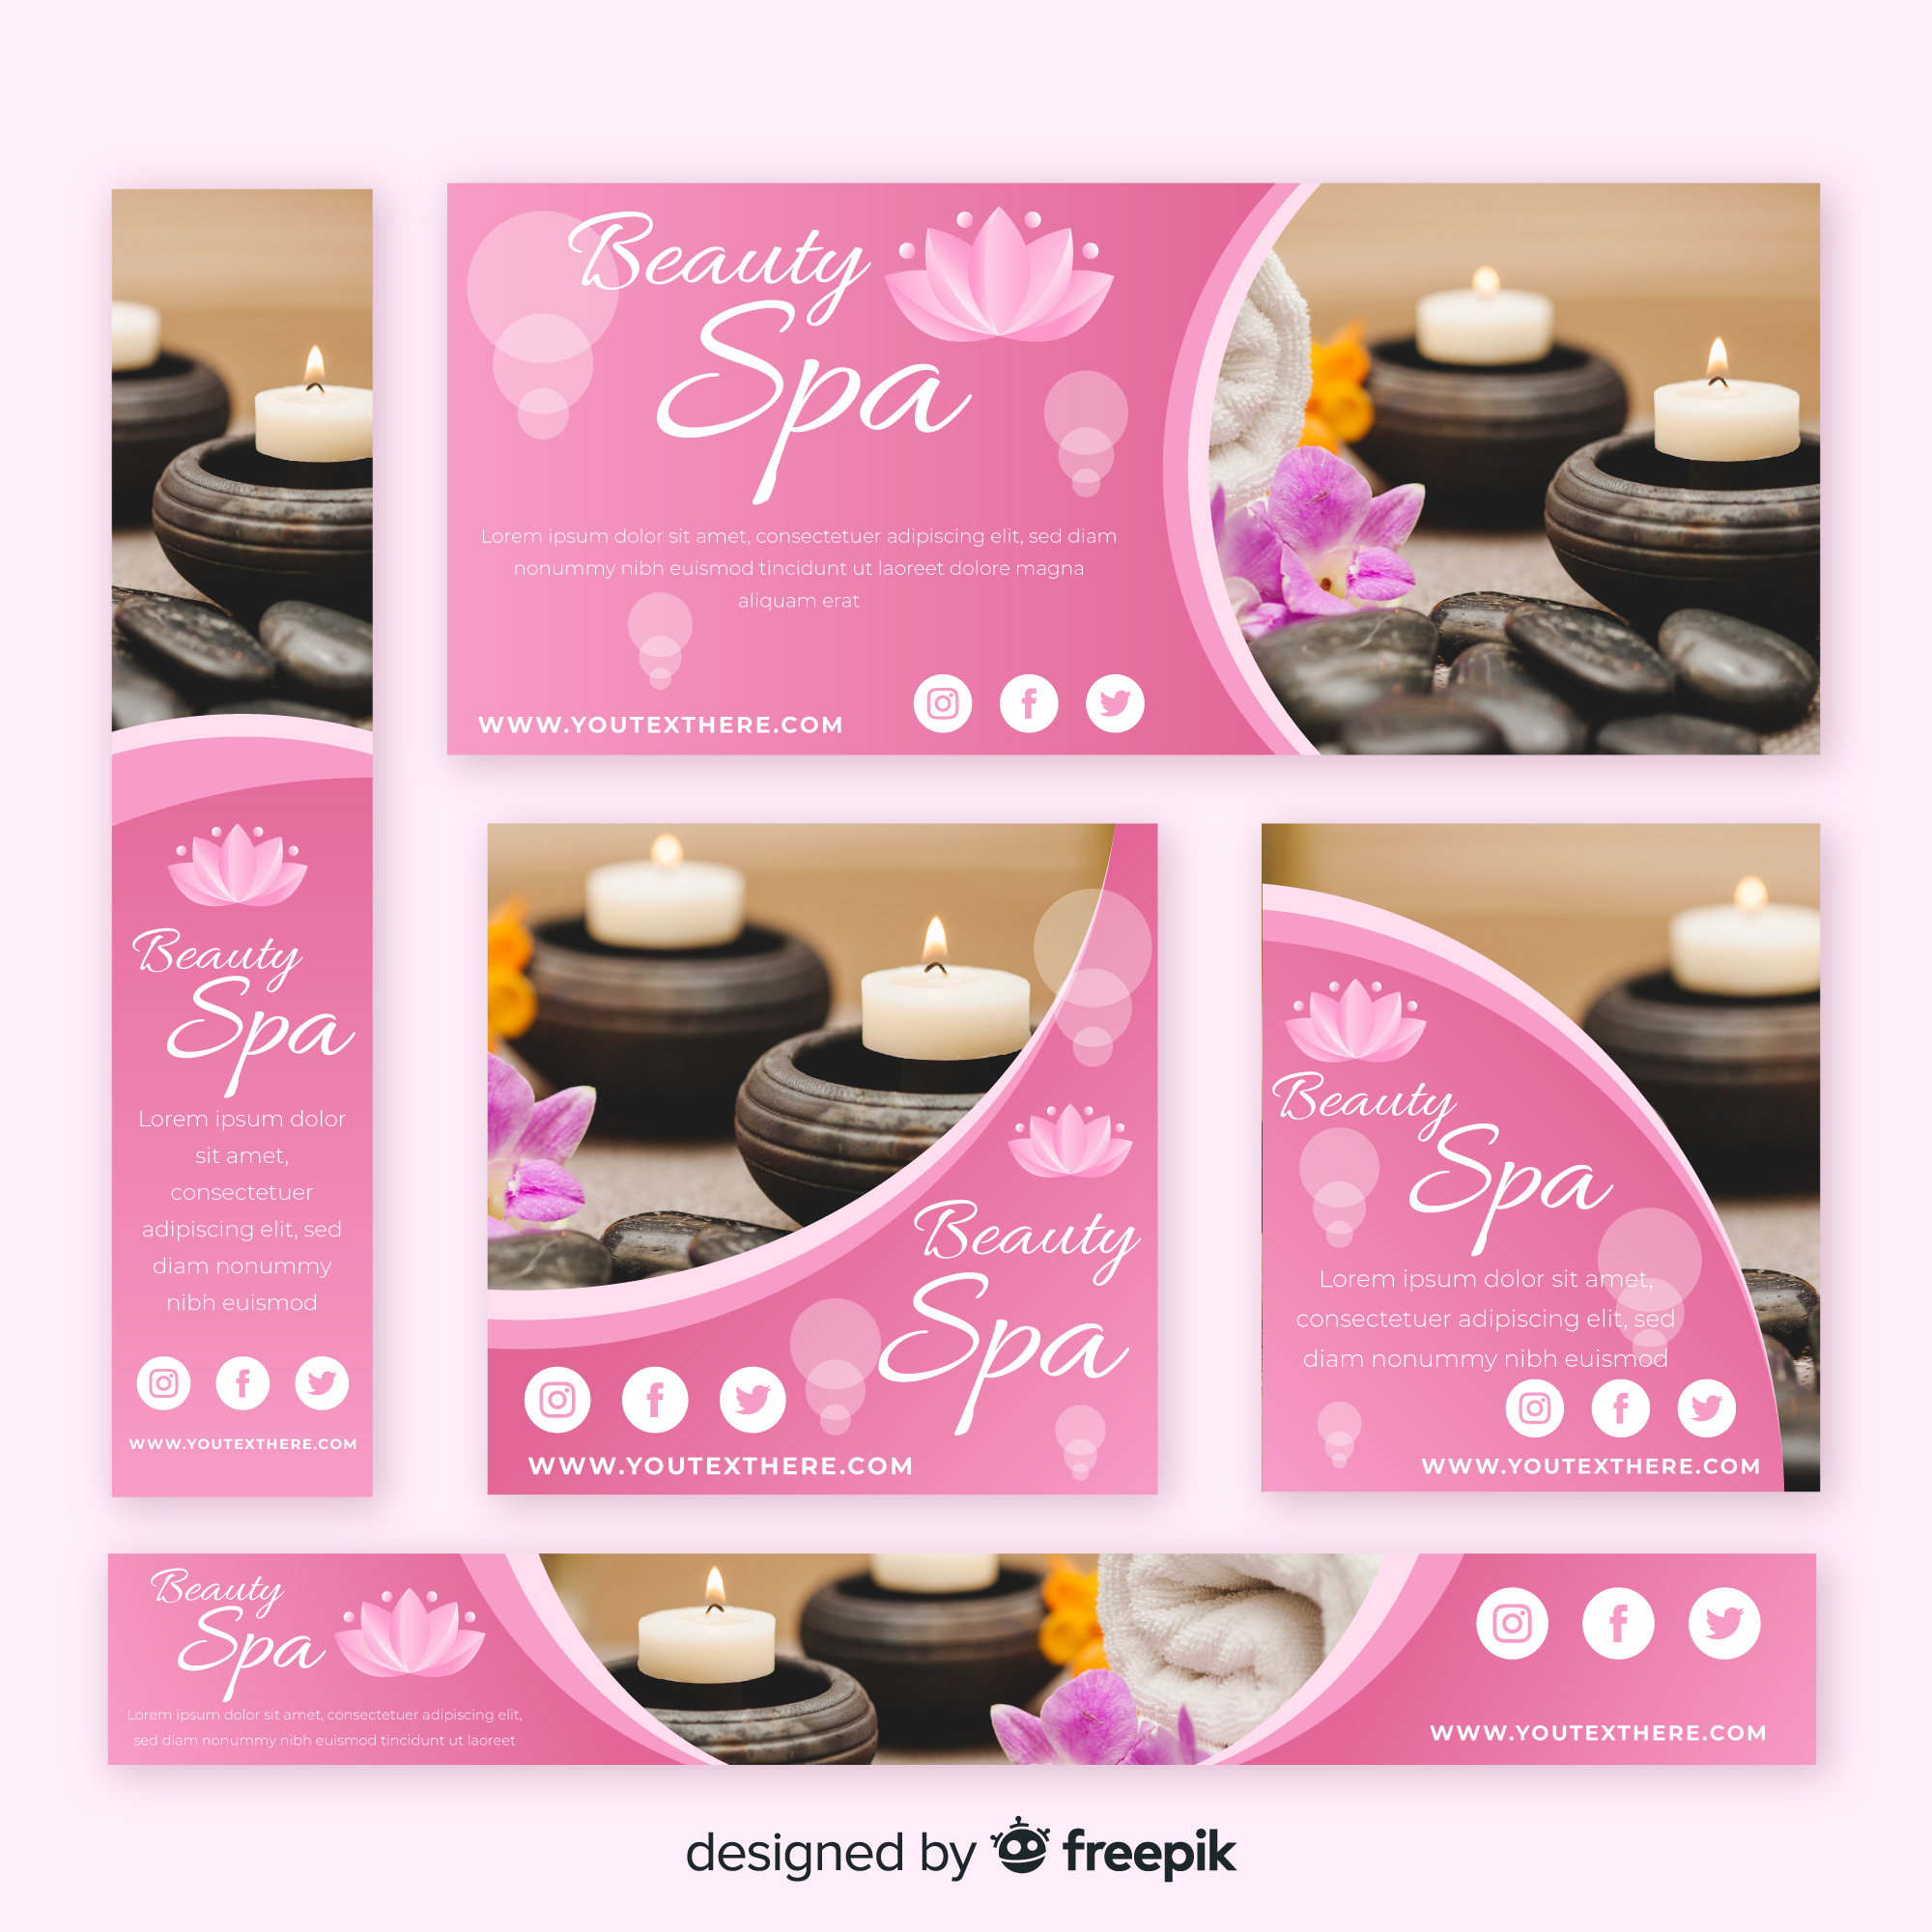 Beauty
Spa
Lorem ipsum dolor
sit amet,
consectetuer
adipiscing elit, sed
diam nonummy
nibh euismod
WWW.YOUTEXTHERE.COM
Beauty
Spa
Lorem ipsum dolor sit amet, consectetuer adipiscing elit, sed diam
nonummy nibh euismod tincidunt ut laoreet dolore magna
aliquam erat
WWW.YOUTEXTHERE.COM
Beauty
Spa
WWW.YOUTEXTHERE.COM
Beauty
Spa
Lorem ipsum dolor sit amet,
consectetuer adipiscing elit, sed
diam nonummy nibh euismod
WWW.YOUTEXTHERE.COM
Beauty
Spa
Lorem ipsum dolor sit amet, consectetuer adipiscing elit,
sed diam nonummy nibh euismod tincidunt ut laoreet
WWW.YOUTEXTHERE.COM
designed by freepik